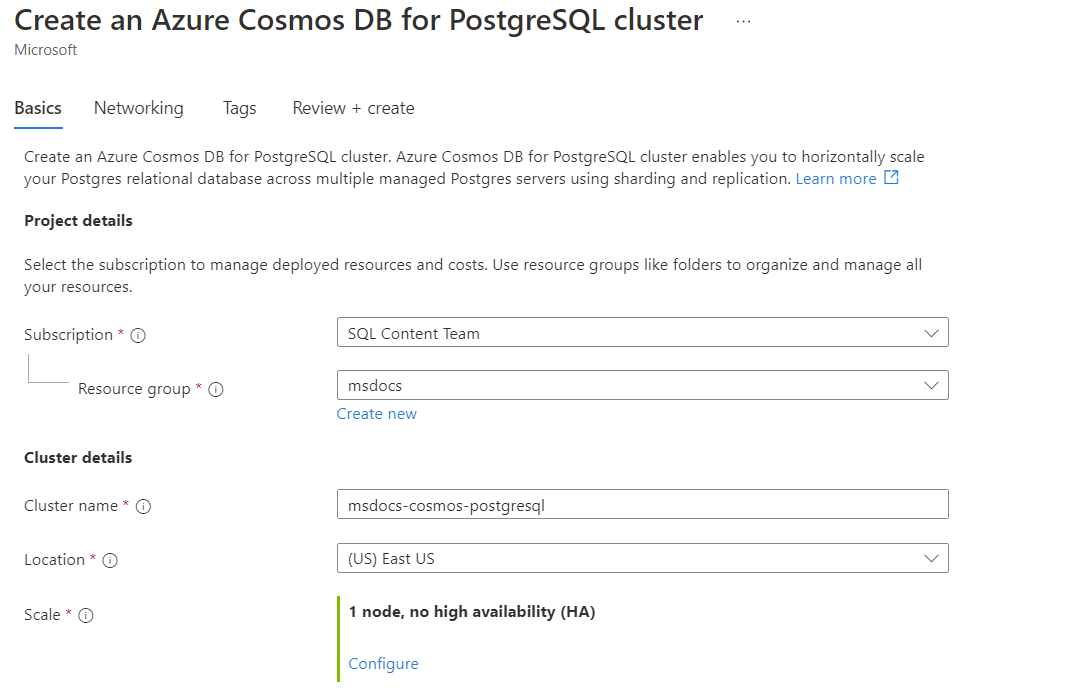 Create an Azure Cosmos DB for PostgreSQL cluster ...
Microsoft
Basics Networking Tags Review + create
Create an Azure Cosmos DB for PostgreSQL cluster. Azure Cosmos DB for PostgreSQL cluster enables you to horizontally scale
your Postgres relational database across multiple managed Postgres servers using sharding and replication. Learn more
Project details
Select the subscription to manage deployed resources and costs. Use resource groups like folders to organize and manage all
your resources.
Subscription * SQL Content Team
Resource group * msdocs
Create new
Cluster details
Cluster name * msdocs-cosmos-postgresql
Location * (US) East US
Scale * 1 node, no high availability (HA)
Configure